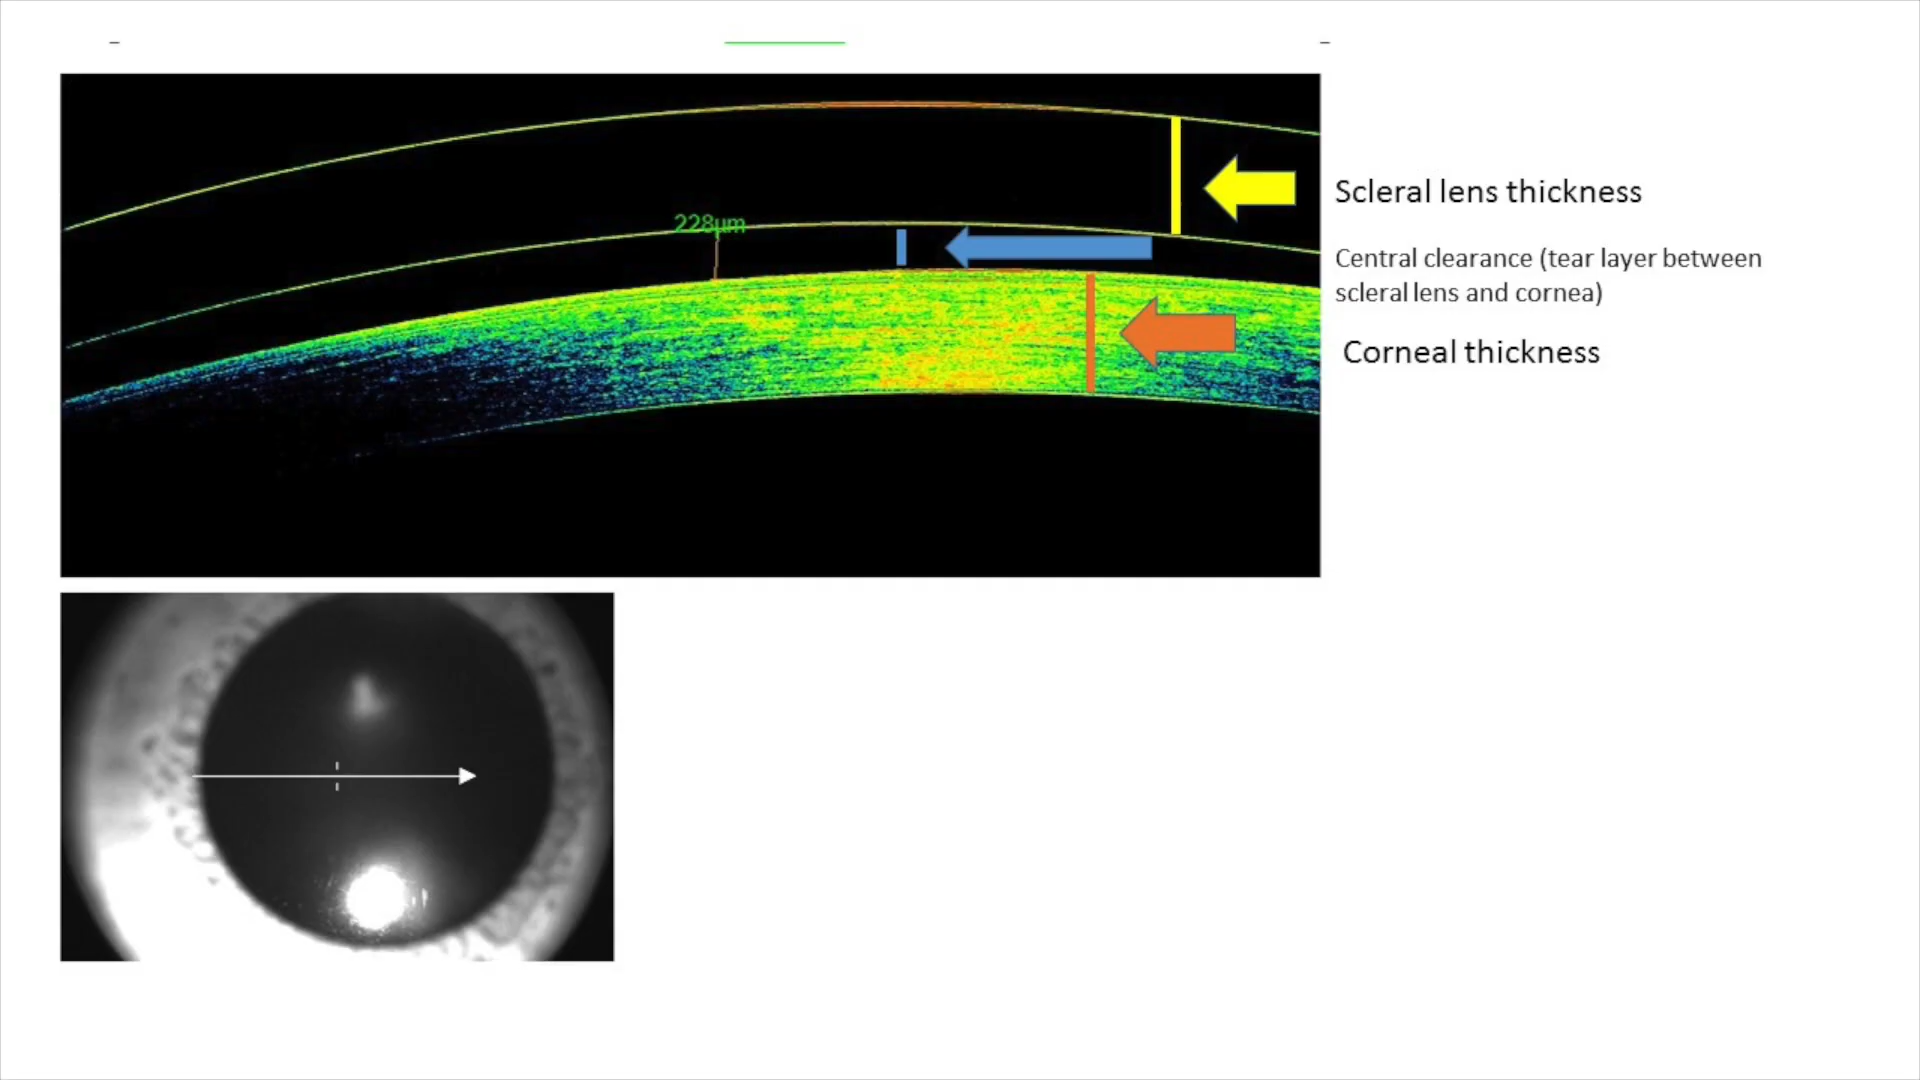 228µm
Scleral lens thickness
Central clearance (tear layer between
scleral lens and cornea)
Corneal thickness